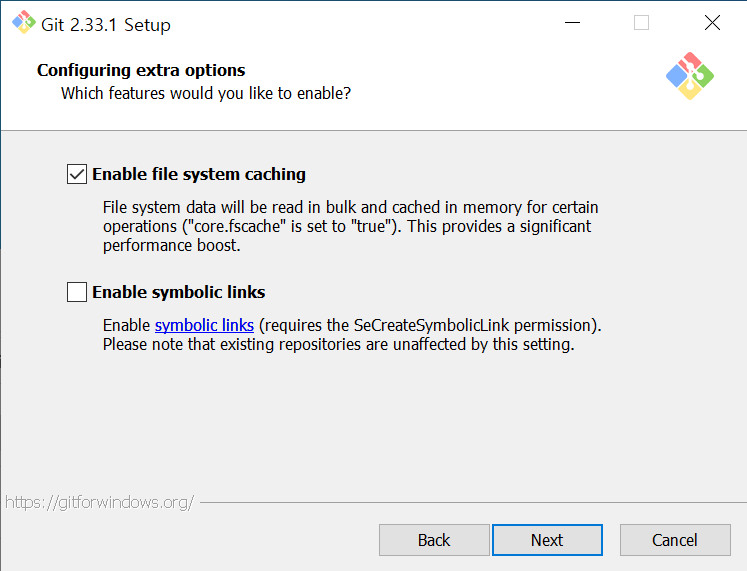 Git 2.33.1 Setup
Configuring extra options
Which features would you like to enable?
Enable file system caching
File system data will be read in bulk and cached in memory for certain
operations ("core.fscache" is set to "true"). This provides a significant
performance boost.
Enable symbolic links
Enable symbolic links (requires the SeCreateSymbolicLink permission).
Please note that existing repositories are unaffected by this setting.
https://gitforwindows.org/
Back
Next
Cancel